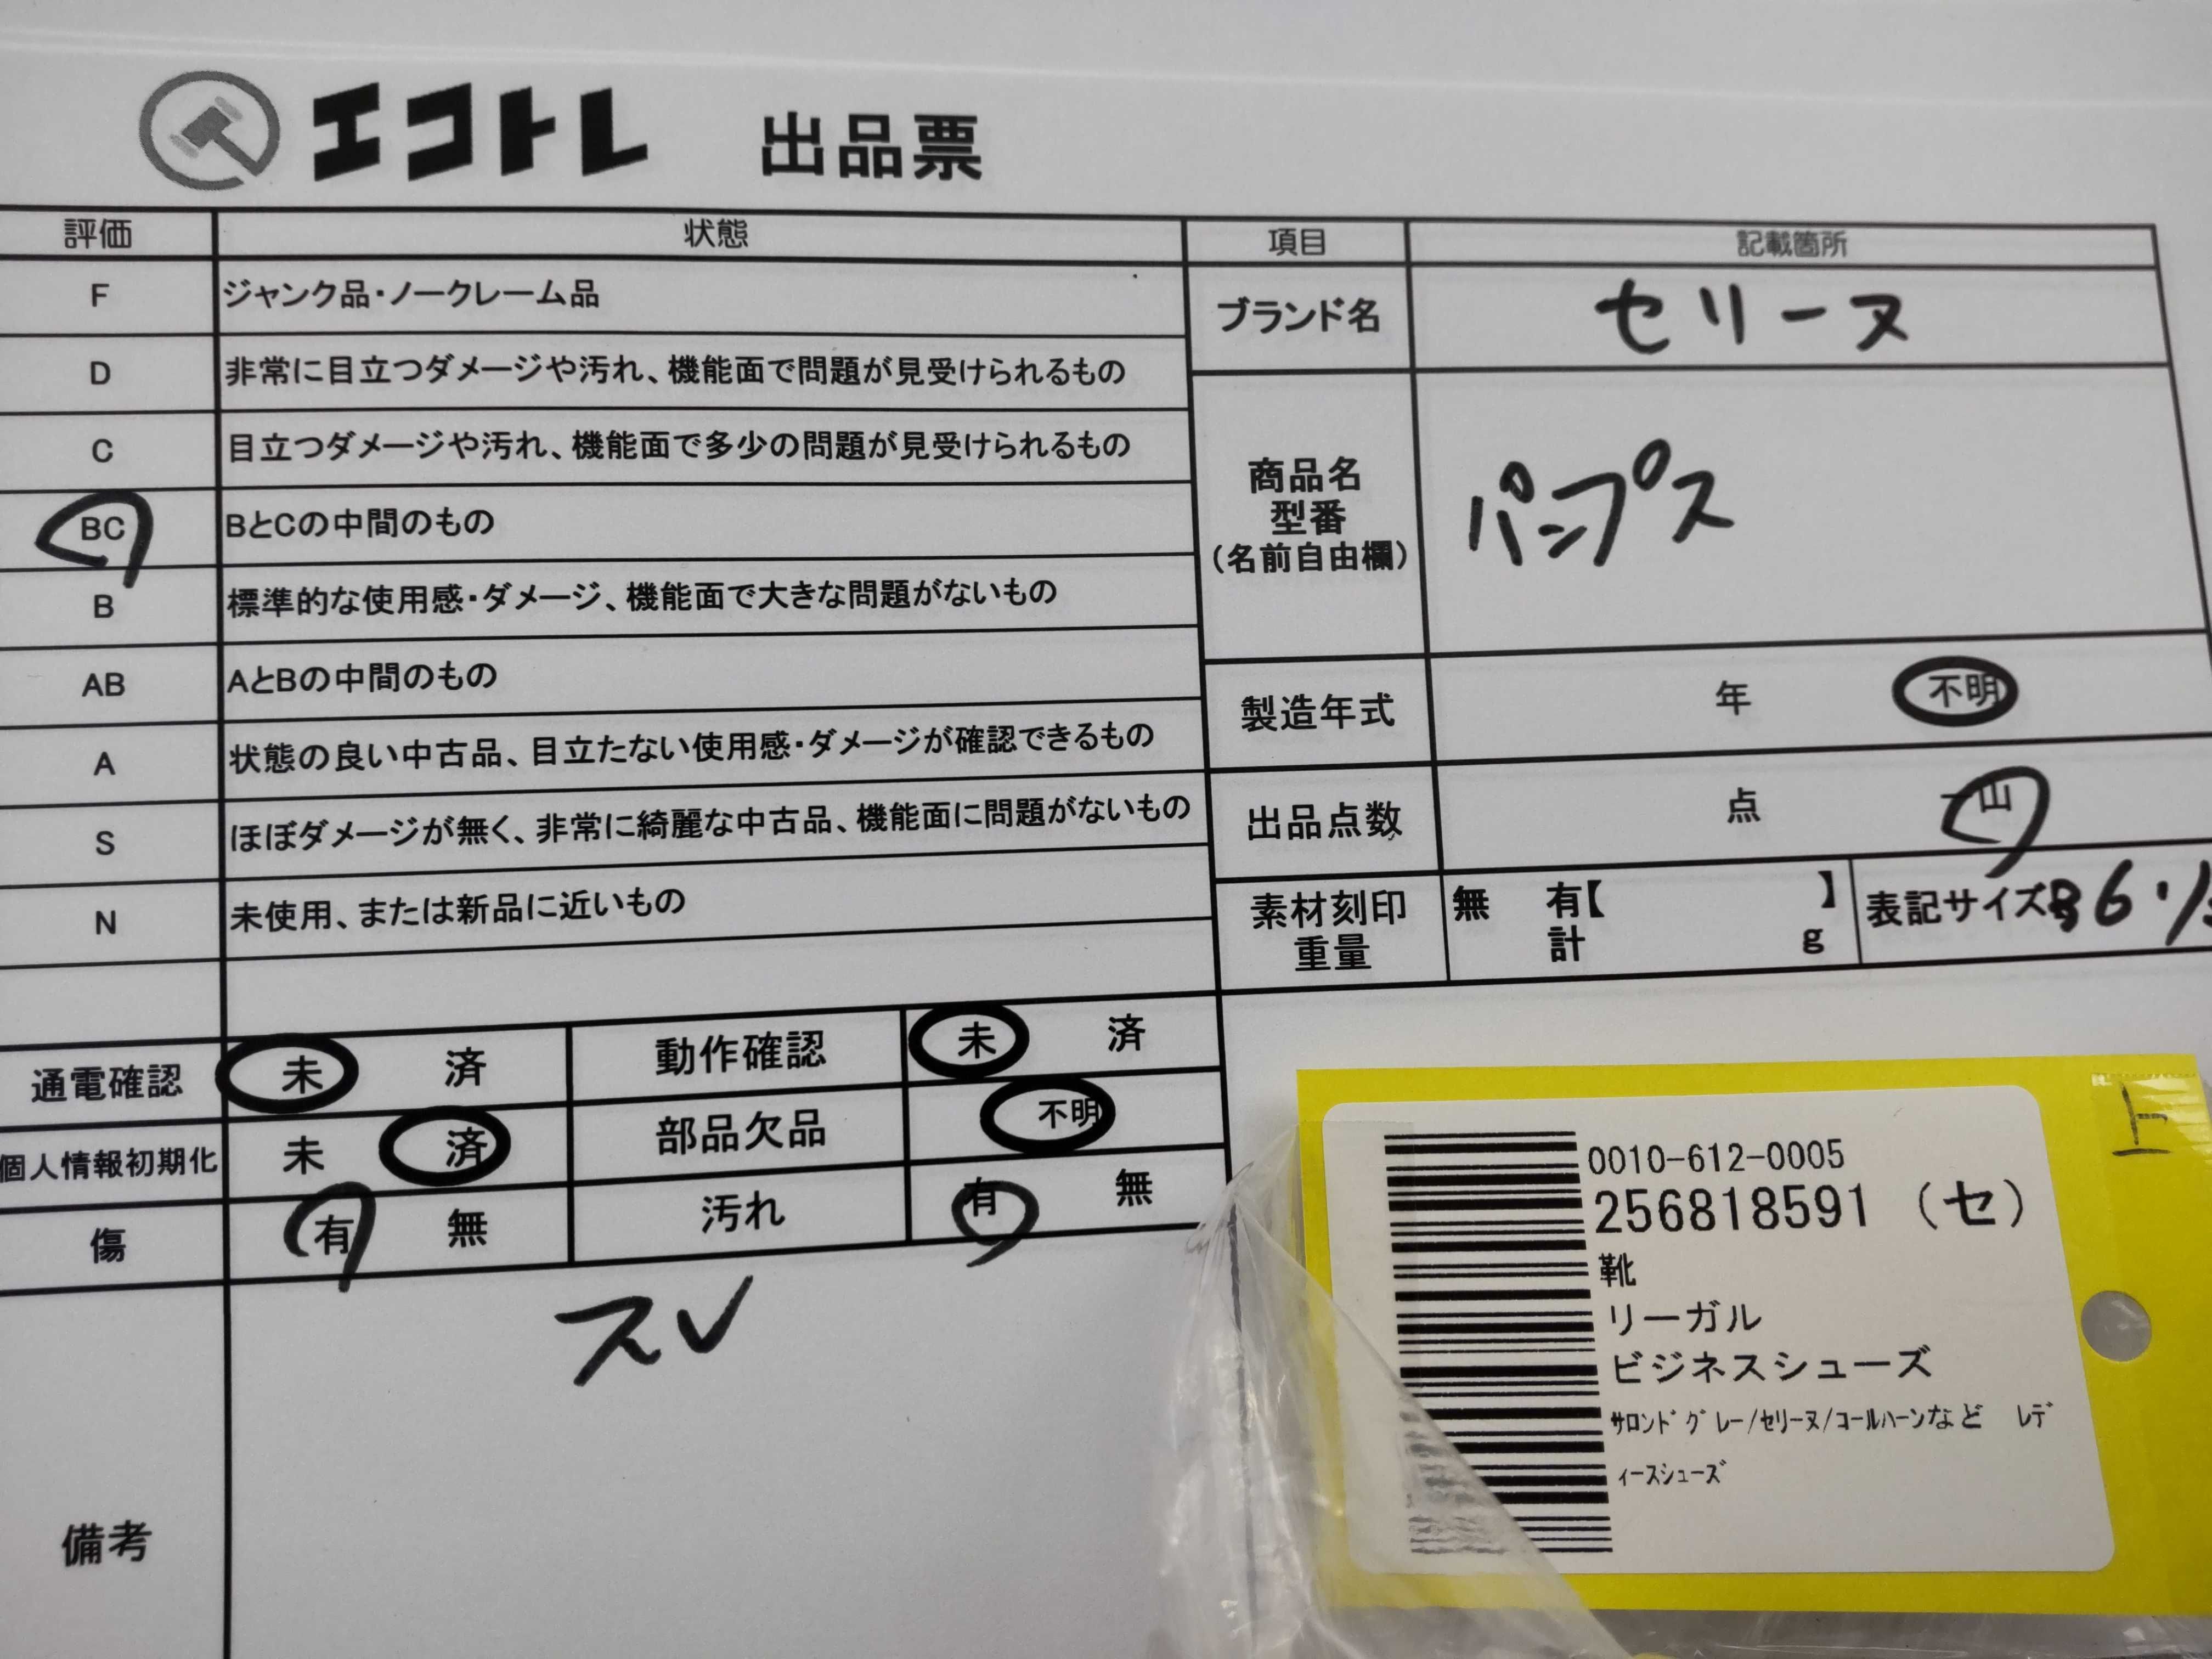 エコトレ 出品票
評価 状態
F ジャンク品・ノークレーム品
D 非常に目立つダメージや汚れ、機能面で問題が見受けられるもの
C 目立つダメージや汚れ、機能面で多少の問題が見受けられるもの
BC BとCの中間のもの
B 標準的な使用感・ダメージ、機能面で大きな問題がないもの
AB AとBの中間のもの
A 状態の良い中古品、目立たない使用感・ダメージが確認できるもの
S ほぼダメージが無く、非常に綺麗な中古品、機能面に問題がないもの
N 未使用、または新品に近いもの
項目 記載箇所
ブランド名 セリーヌ
商品名
型番
(名前自由欄)
パンプス
製造年式 年 不明
出品点数 点 一山
素材刻印 無 有【 】
重量 計 g
表記サイズ
通電確認 未 済 動作確認 未 済
個人情報初期化 未 済 部品欠品 不明
傷 有 無 汚れ 有 無
備考
上
0010-612-0005
256818591 (セ)
靴
リーガル
ビジネスシューズ
ｻﾛﾝﾄﾞｸﾞﾚｰ/ｾﾘｰﾇ/ｺｰﾙﾊｰﾝなど ﾚﾃﾞ
ｨｰｽｼｭｰｽﾞ